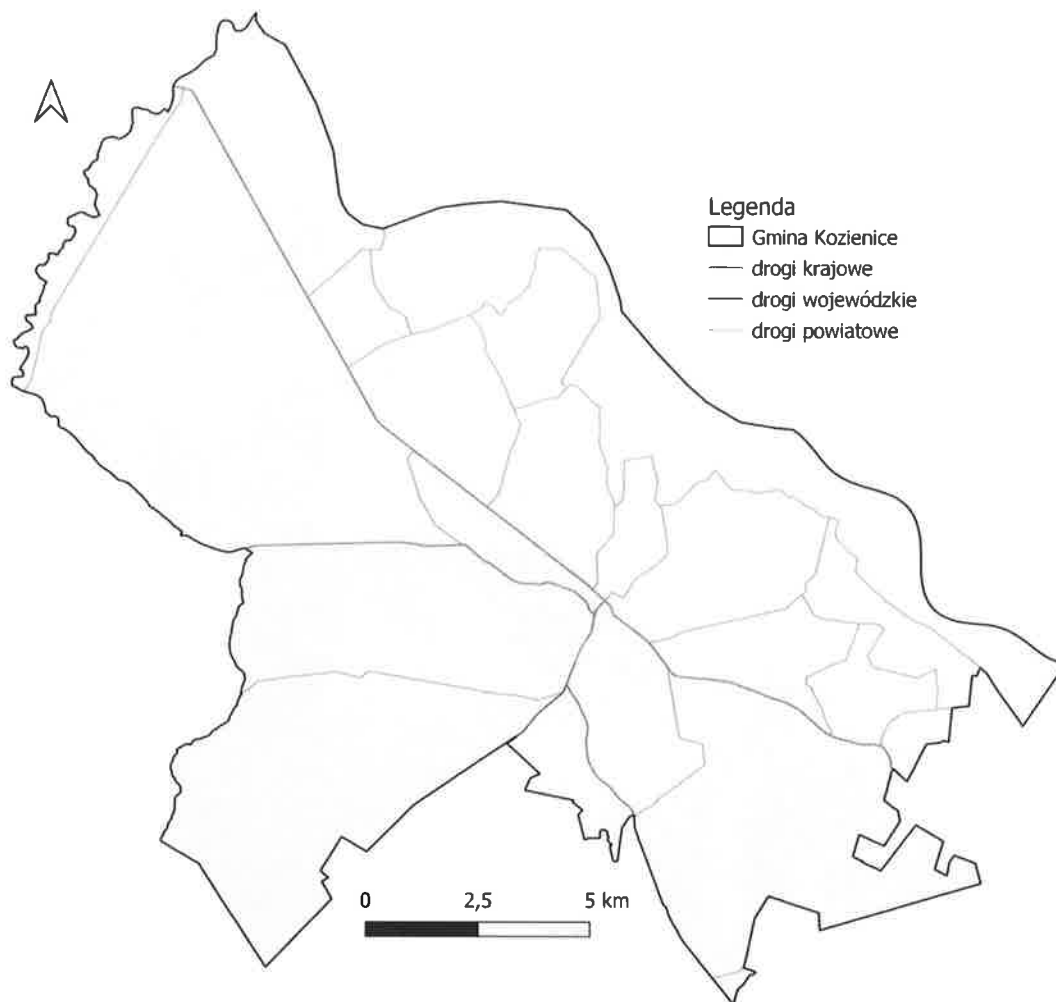 Legenda
Gmina Kozienice
drogi krajowe
drogi wojewódzkie
drogi powiatowe
0 2,5 5 km